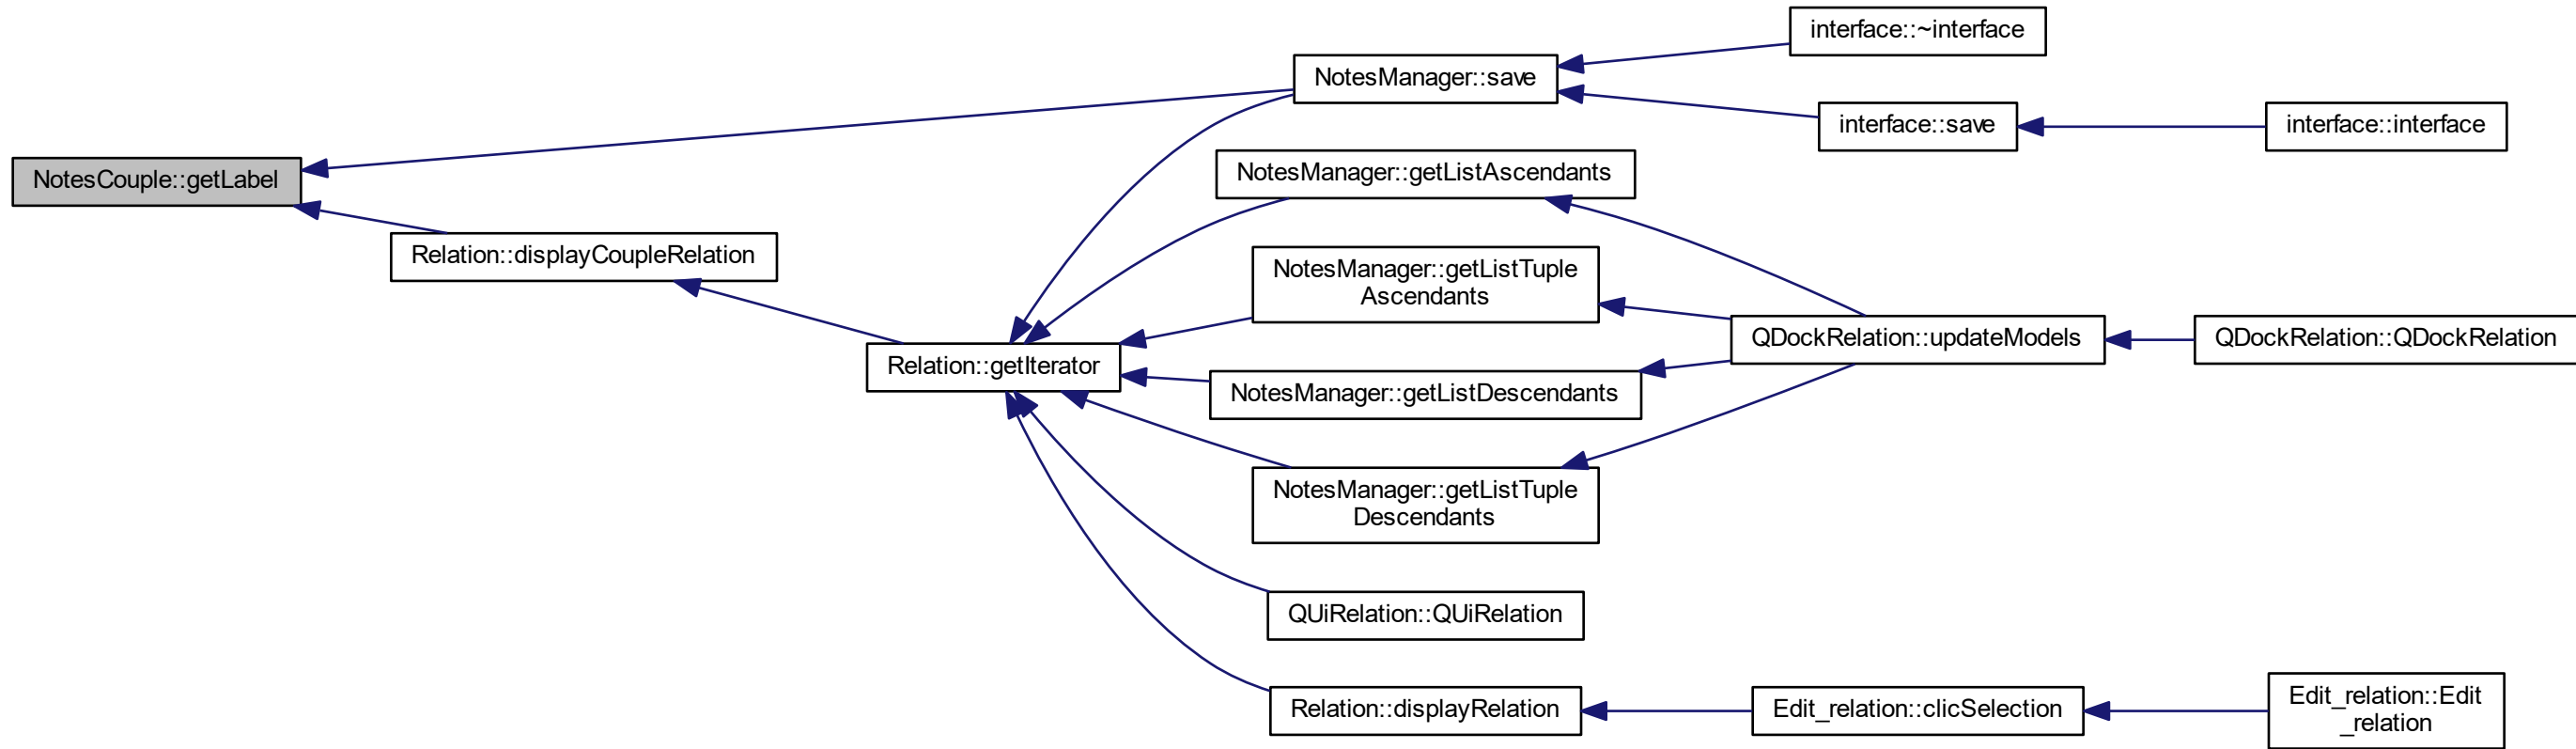 interface::~interface
NotesManager::save
interface::save
interface::interface
NotesCouple::getLabel
NotesManager::getListAscendants
Relation::displayCoupleRelation
NotesManager::getListTuple
Ascendants
QDockRelation::updateModels
QDockRelation::QDockRelation
Relation::getIterator
NotesManager::getListDescendants
NotesManager::getListTuple
Descendants
QUiRelation::QUiRelation
Relation::displayRelation
Edit_relation::clicSelection
Edit_relation::Edit
_relation